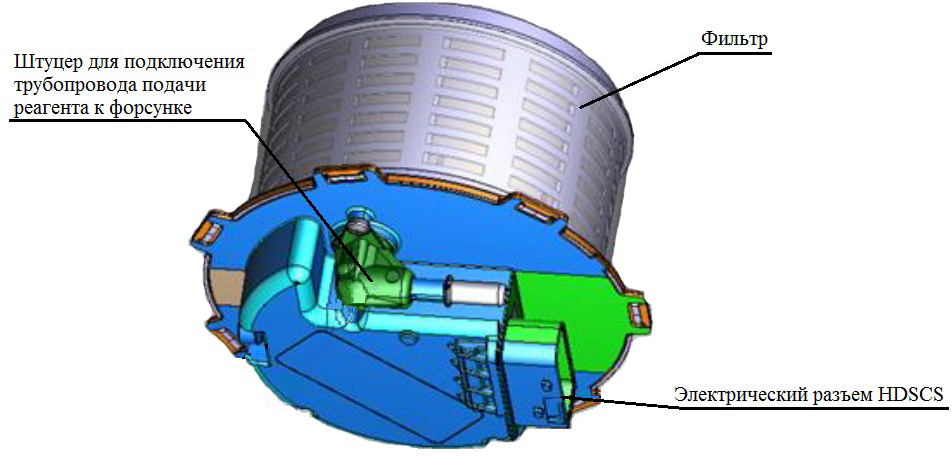 Фильтр
Штуцер для подключения
трубопровода подачи
реагента к форсунке
Электрический разъем HDSCS